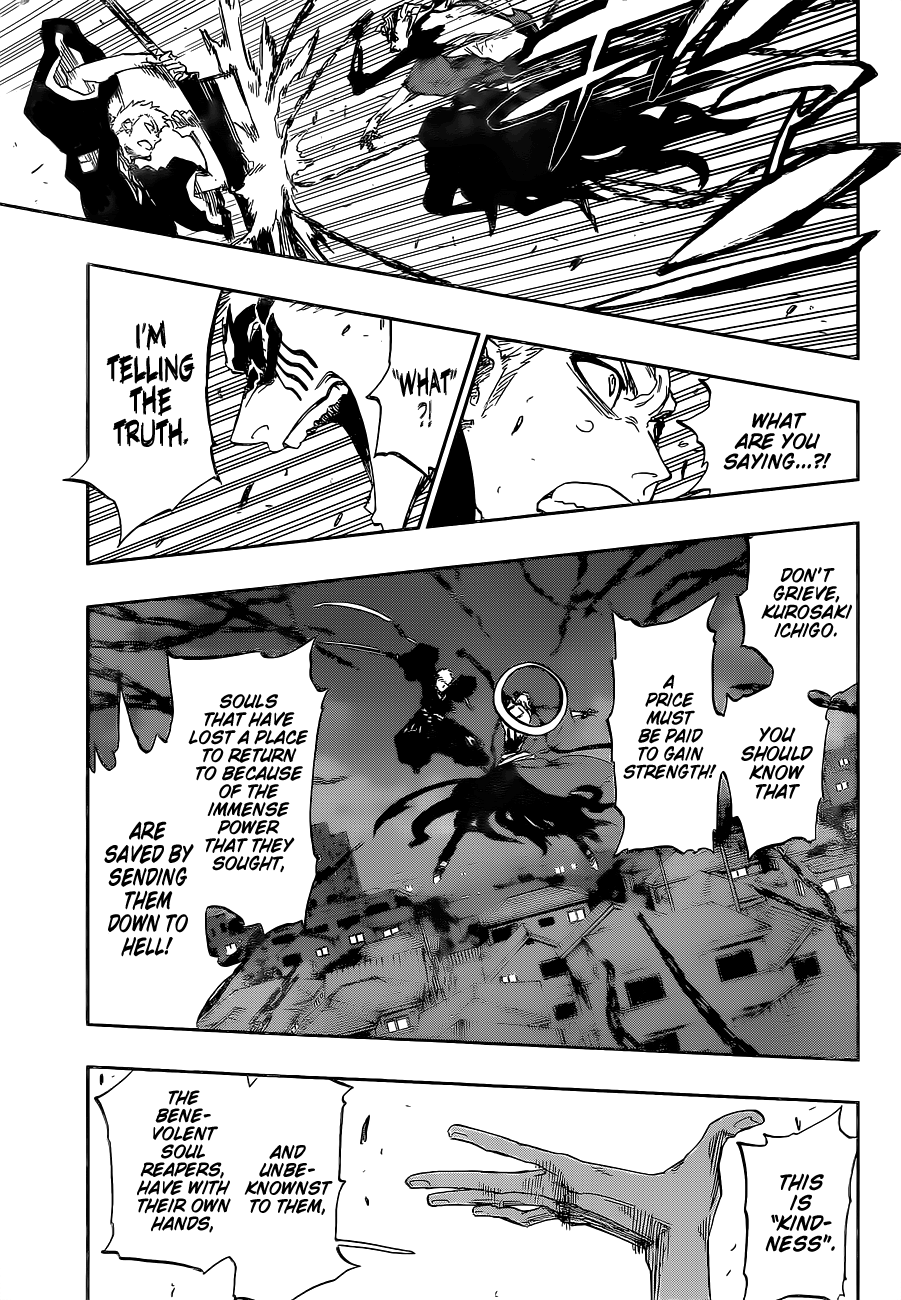 WHAT
ARE YOU
SAYING...?!
"WHAT"
?!
I'M
TELLING
THE
TRUTH.
DON'T
GRIEVE,
KUROSAKI
ICHIGO.
YOU
SHOULD
KNOW
THAT
A
PRICE
MUST
BE PAID
TO GAIN
STRENGTH!
SOULS
THAT HAVE
LOST A PLACE
TO RETURN
TO BECAUSE
OF THE
IMMENSE
POWER
THAT THEY
SOUGHT,
ARE
SAVED BY
SENDING
THEM
DOWN TO
HELL!
THIS
IS
"KIND-
NESS".
AND
UNBE-
KNOWNST
TO THEM,
THE
BENE-
VOLENT
SOUL
REAPERS,
HAVE WITH
THEIR OWN
HANDS,